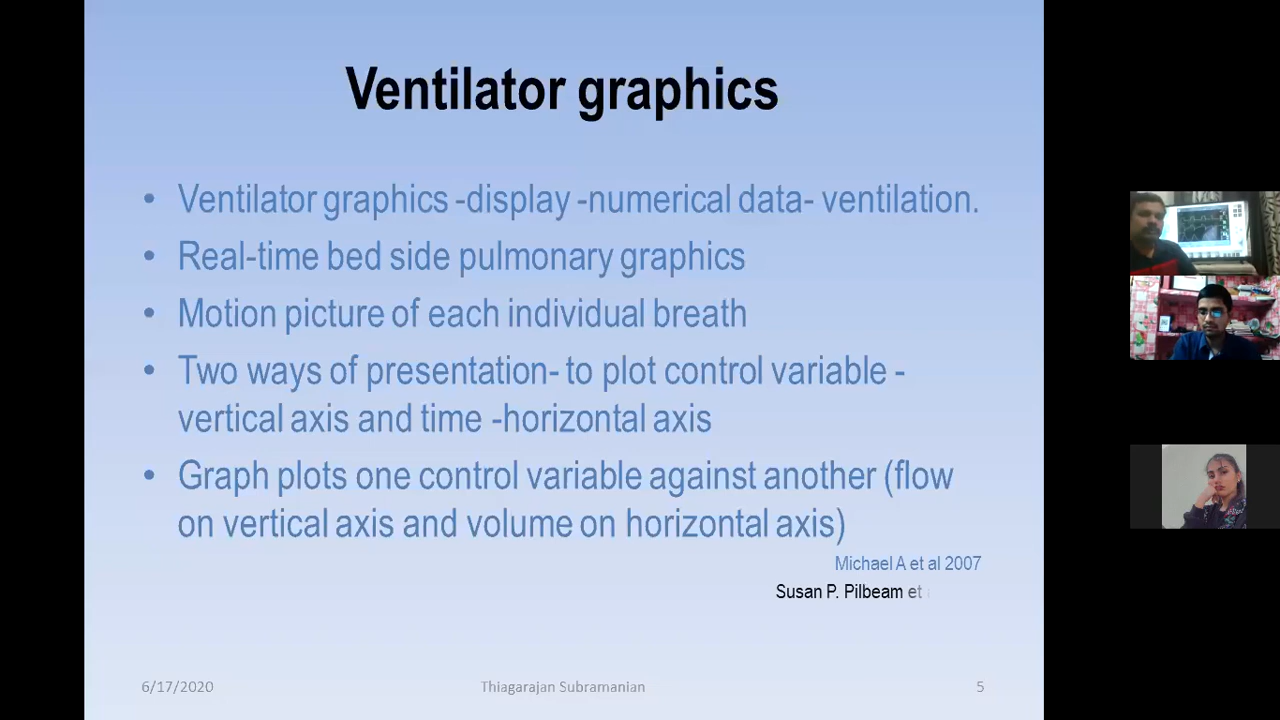 Ventilator graphics
• Ventilator graphics -display -numerical data- ventilation.
• Real-time bed side pulmonary graphics
• Motion picture of each individual breath
• Two ways of presentation- to plot control variable -
vertical axis and time -horizontal axis
• Graph plots one control variable against another (flow
on vertical axis and volume on horizontal axis)
Michael A et al 2007
Susan P. Pilbeam et
6/17/2020
Thiagarajan Subramanian
5